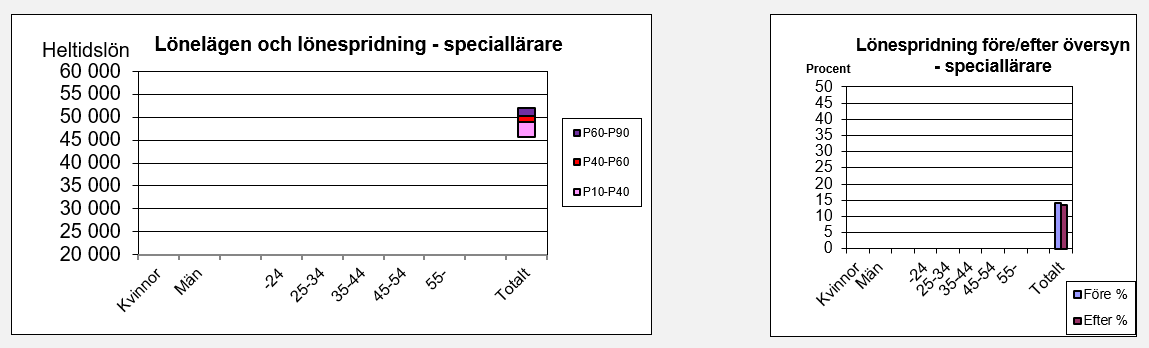 Lönelägen och lönespridning - speciallärare
Heltidslön
60 000
55 000
50 000
45 000
40 000
35 000
30 000
25 000
20 000
Kvinnor
Män
-24
25-34
35-44
45-54
55-
Totalt
P60-P90
P40-P60
P10-P40
Lönespridning före/efter översyn
- speciallärare
Procent
50
45
40
35
30
25
20
15
10
5
0
Kvinnor
Män
-24
25-34
35-44
45-54
55-
Totalt
Före %
Efter %